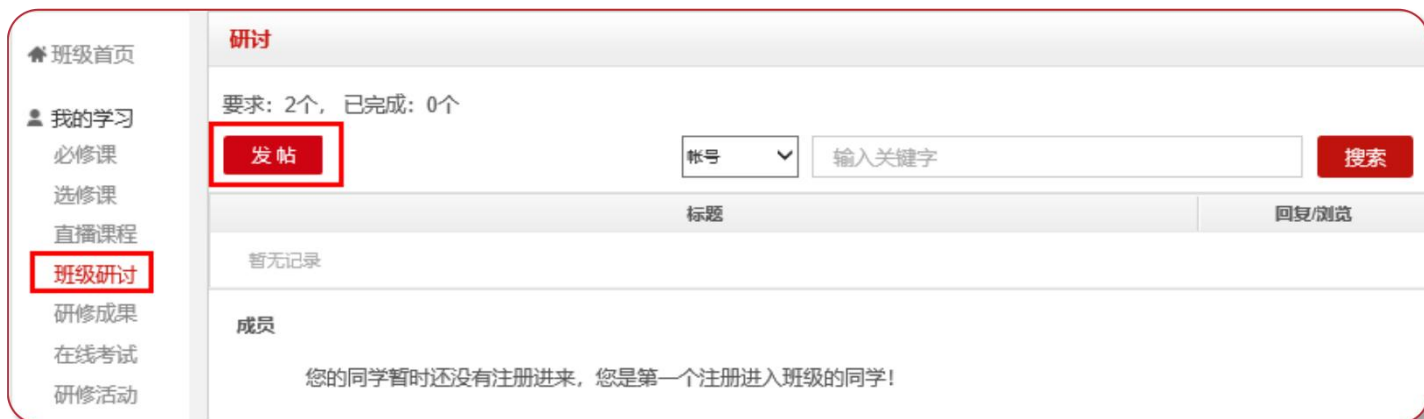 班级首页
我的学习
必修课
选修课
直播课程
班级研讨
研修成果
在线考试
研修活动
研讨
要求：2个，已完成：0个
发帖
帐号
输入关键字
搜索
标题
回复/浏览
暂无记录
成员
您的同学暂时还没有注册进来，您是第一个注册进入班级的同学！